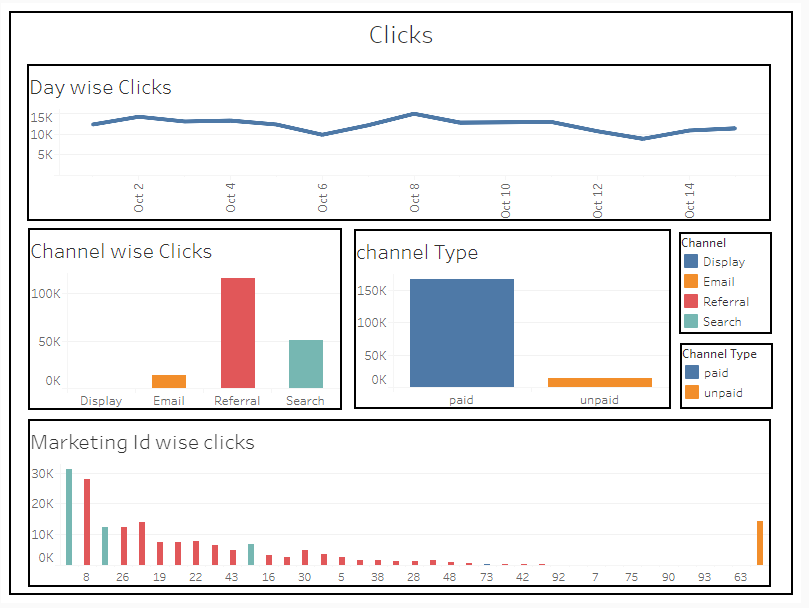 Clicks
Day wise Clicks
15K
10K
5K
Oct 2
Oct 4
Oct 6
Oct 8
Oct 10
Oct 12
Oct 14
Channel wise Clicks
100K
50K
0K
Display Email Referral Search
channel Type
150K
100K
50K
0K
paid unpaid
Channel
Display
Email
Referral
Search
Channel Type
paid
unpaid
Marketing Id wise clicks
30K
20K
10K
0K
8 26 19 22 43 16 30 5 38 28 48 73 42 92 7 75 90 93 63